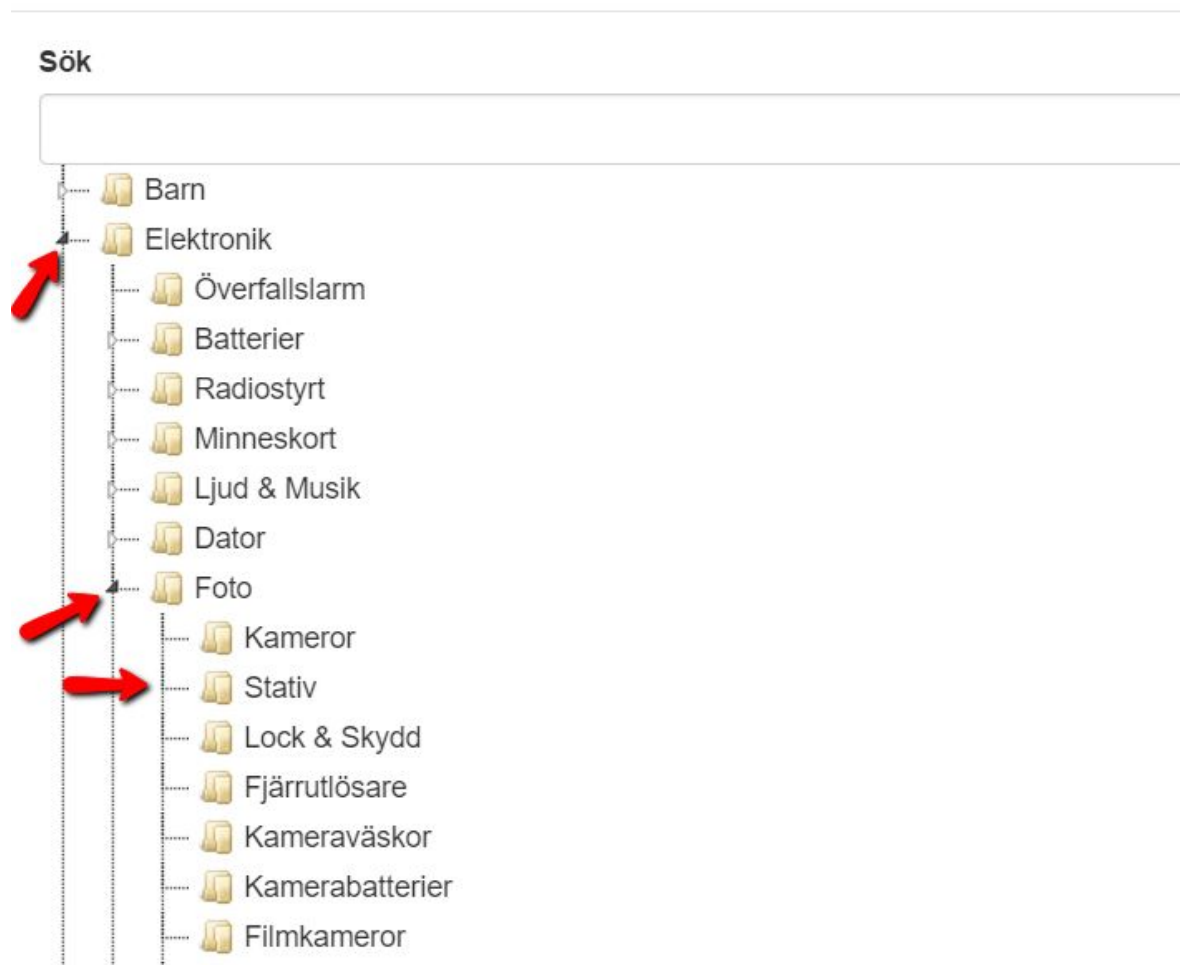 Sök
Barn
Elektronik
Överfallslarm
Batterier
Radiostyrt
Minneskort
Ljud & Musik
Dator
Foto
Kameror
Stativ
Lock & Skydd
Fjärrutlösare
Kameraväskor
Kamerabatterier
Filmkameror